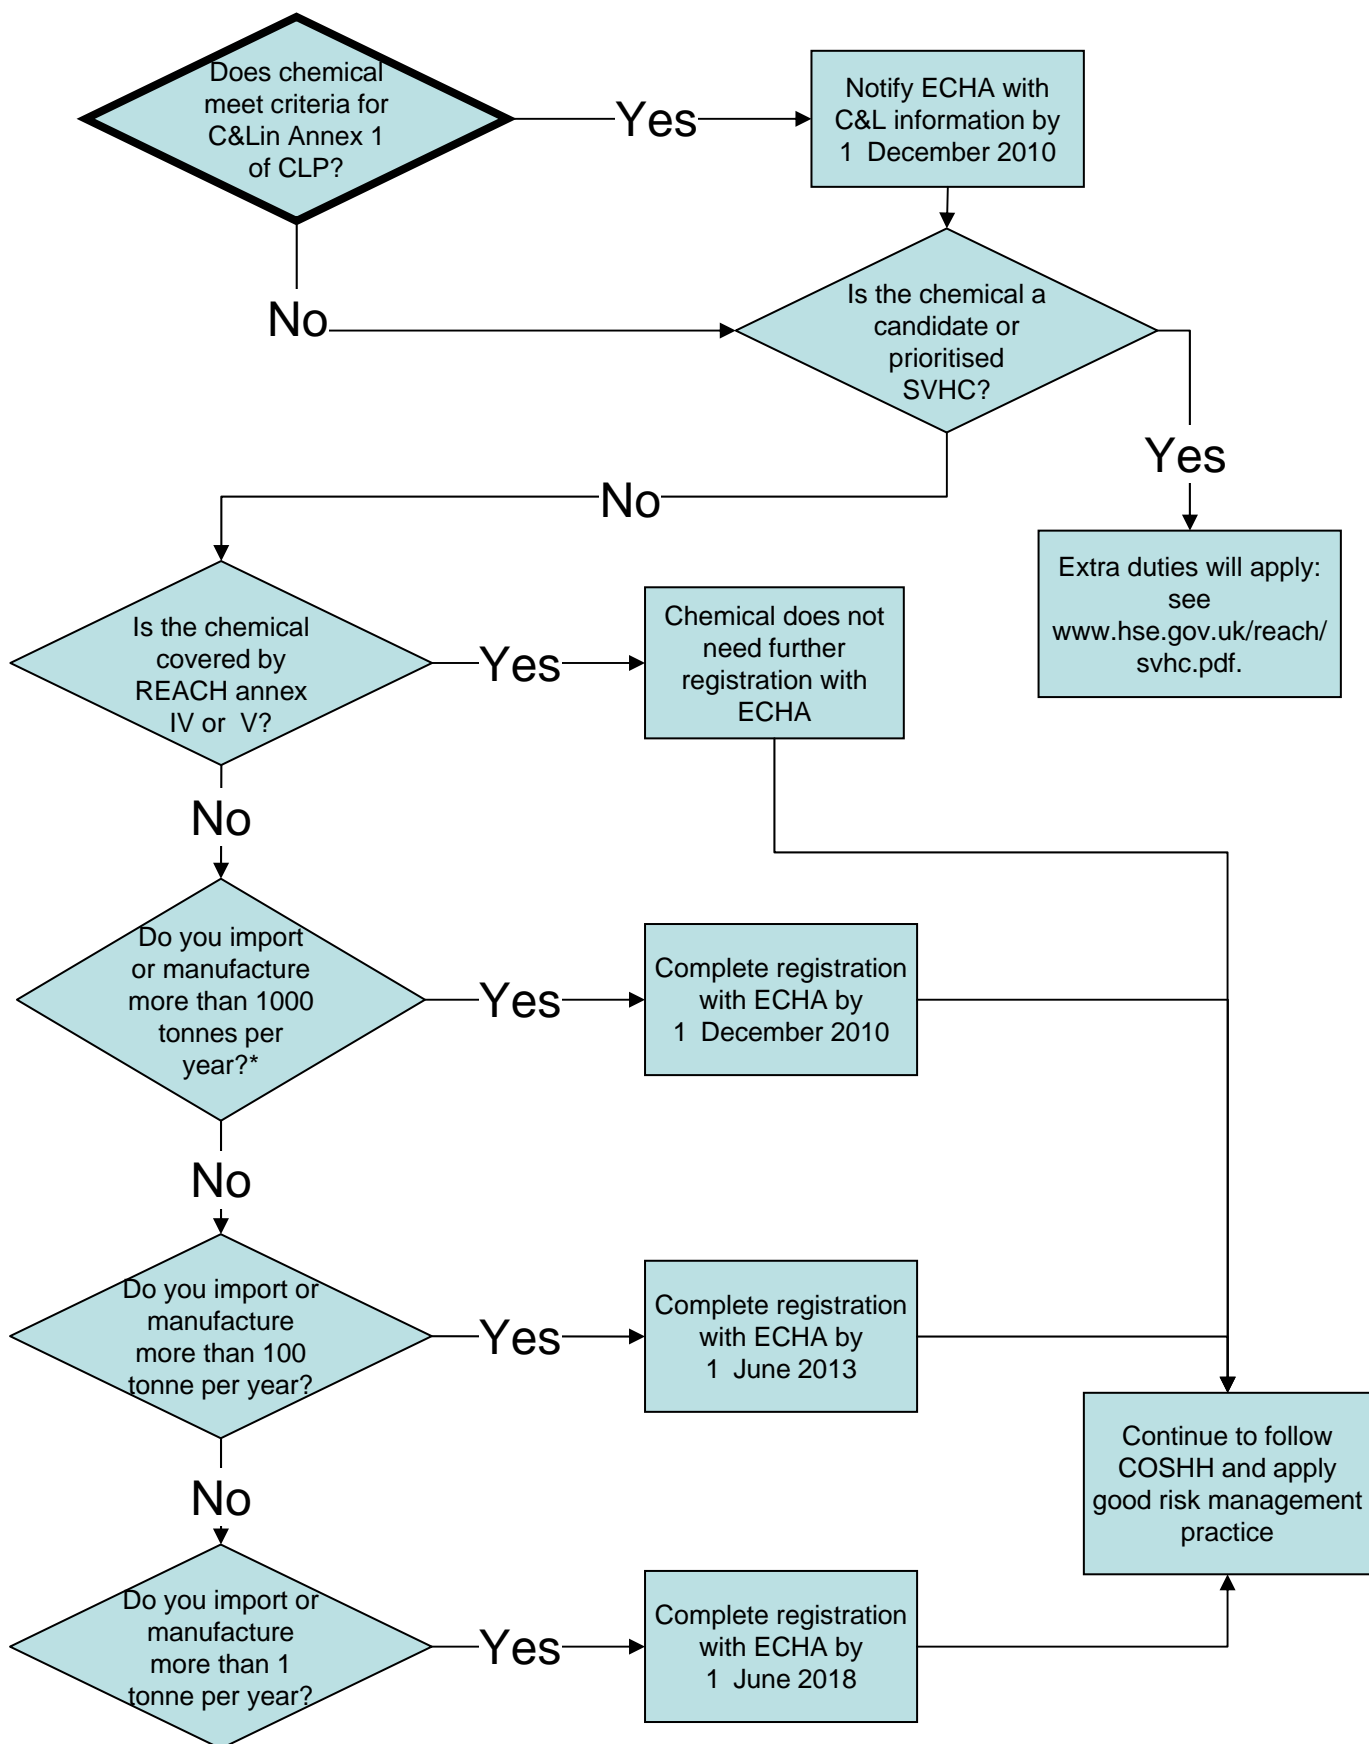 Does chemical
meet criteria for
C&Lin Annex 1
of CLP?
Yes
Notify ECHA with
C&L information by
1 December 2010
No
Is the chemical a
candidate or
prioritised
SVHC?
Yes
No
Extra duties will apply:
see
www.hse.gov.uk/reach/
svhc.pdf.
Is the chemical
covered by
REACH annex
IV or V?
Yes
Chemical does not
need further
registration with
ECHA
No
Do you import
or manufacture
more than 1000
tonnes per
year?*
Yes
Complete registration
with ECHA by
1 December 2010
No
Do you import or
manufacture
more than 100
tonne per year?
Yes
Complete registration
with ECHA by
1 June 2013
Continue to follow
COSHH and apply
good risk management
practice
No
Do you import or
manufacture
more than 1
tonne per year?
Yes
Complete registration
with ECHA by
1 June 2018